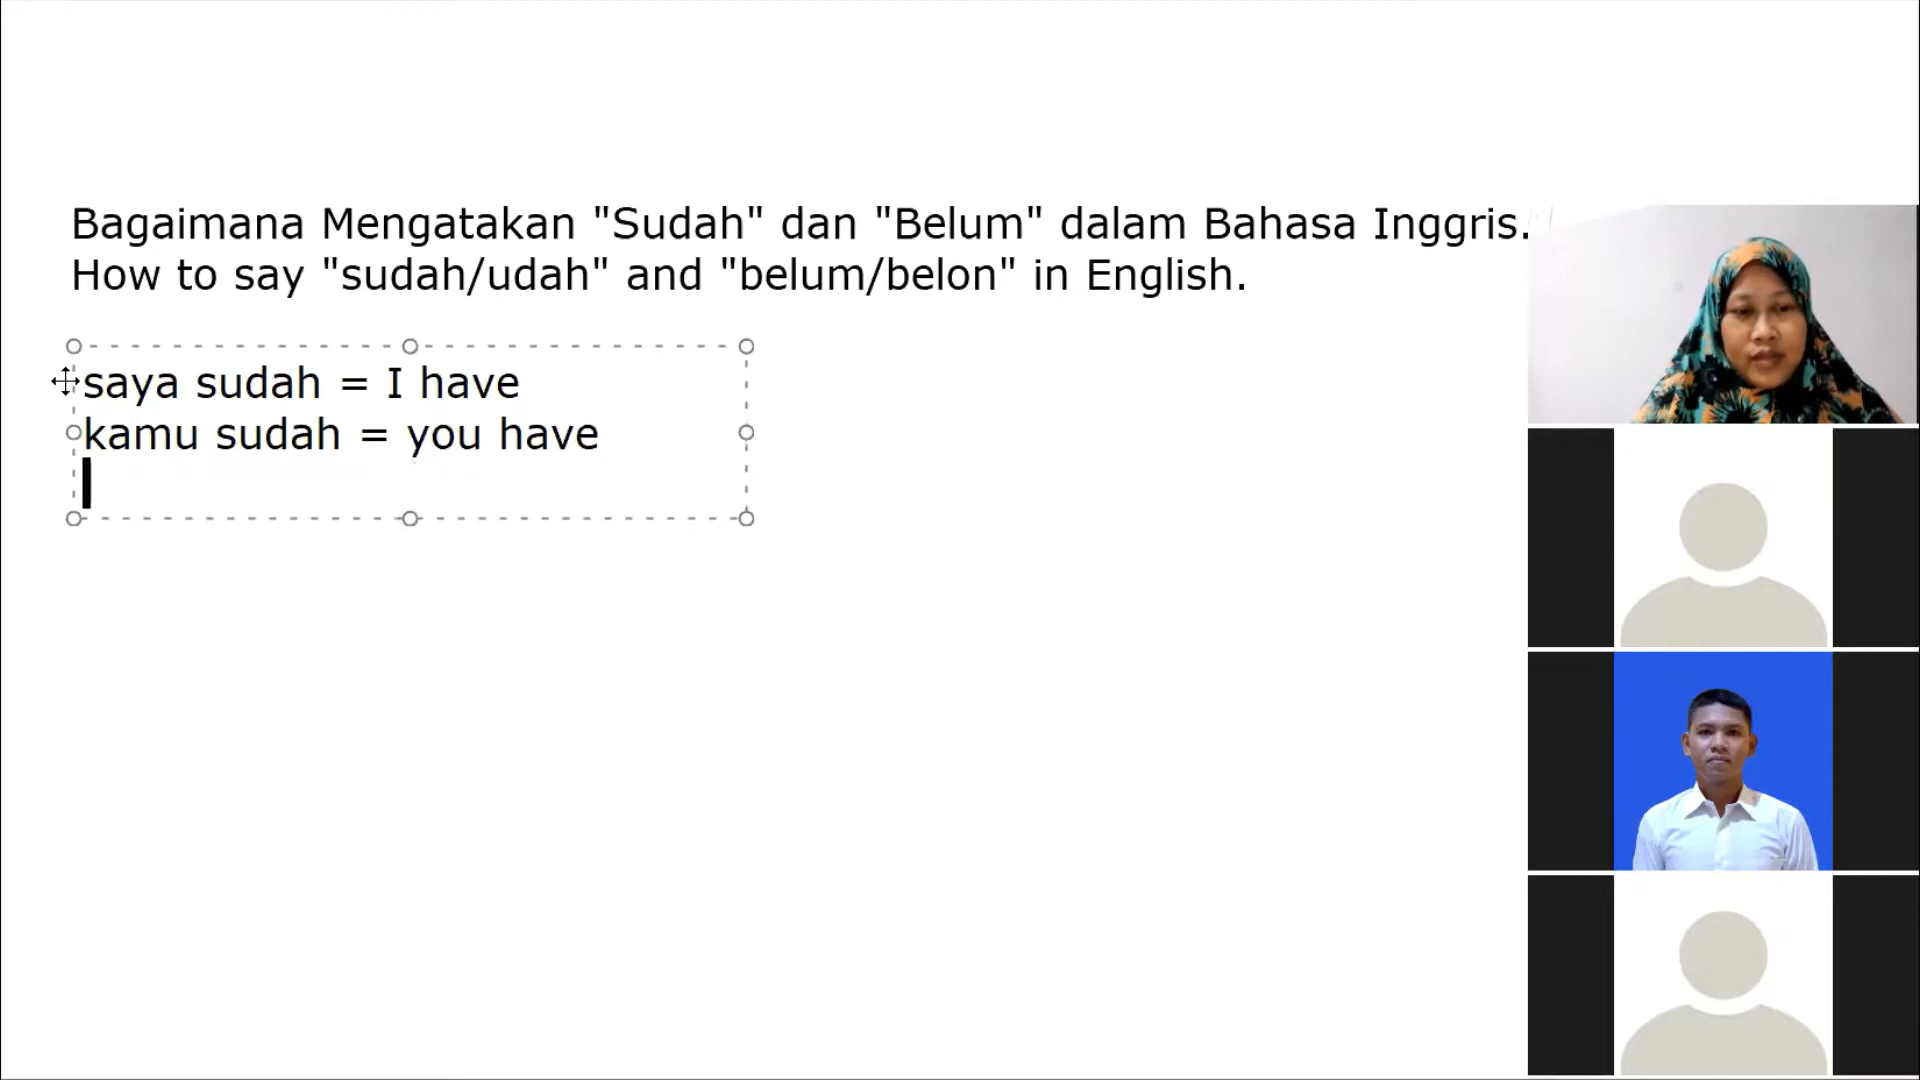 Bagaimana Mengatakan "Sudah" dan "Belum" dalam Bahasa Inggris.
How to say "sudah/udah" and "belum/belon" in English.
saya sudah = I have
kamu sudah = you have